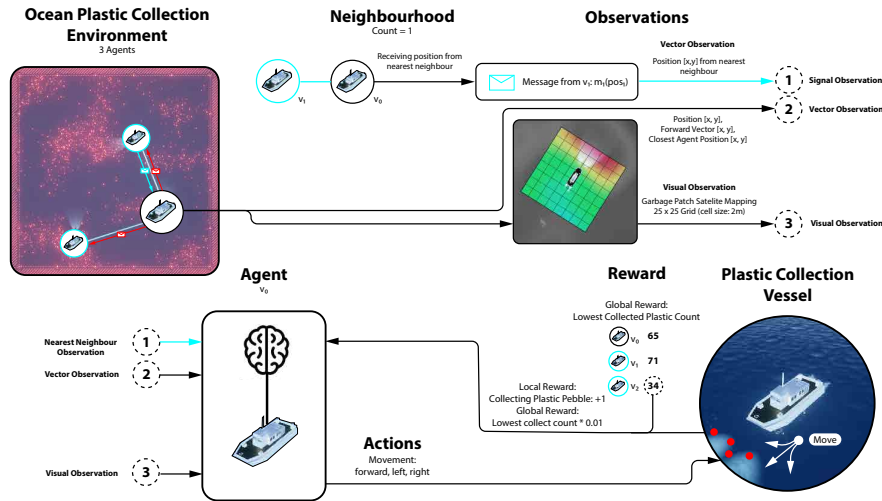 Ocean Plastic Collection
Environment
3 Agents
Neighbourhood
Count = 1
Receiving position from
nearest neighbour
v₁
v₀
Observations
Message from v₁: m₁(pos₁)
Vector Observation
Position [x,y] from nearest
neighbour
1
Signal Observation
2
Vector Observation
Position [x, y],
Forward Vector [x, y],
Closest Agent Position [x, y]
Visual Observation
Garbage Patch Satelite Mapping
25 x 25 Grid (cell size: 2m)
3
Visual Observation
Agent
v₀
Nearest Neighbour
Observation
1
Vector Observation
2
Visual Observation
3
Actions
Movement:
forward, left, right
Reward
Global Reward:
Lowest Collected Plastic Count
v₀ 65
v₁ 71
v₂ 34
Local Reward:
Collecting Plastic Pebble: +1
Global Reward:
Lowest collect count * 0.01
Plastic Collection
Vessel
Move